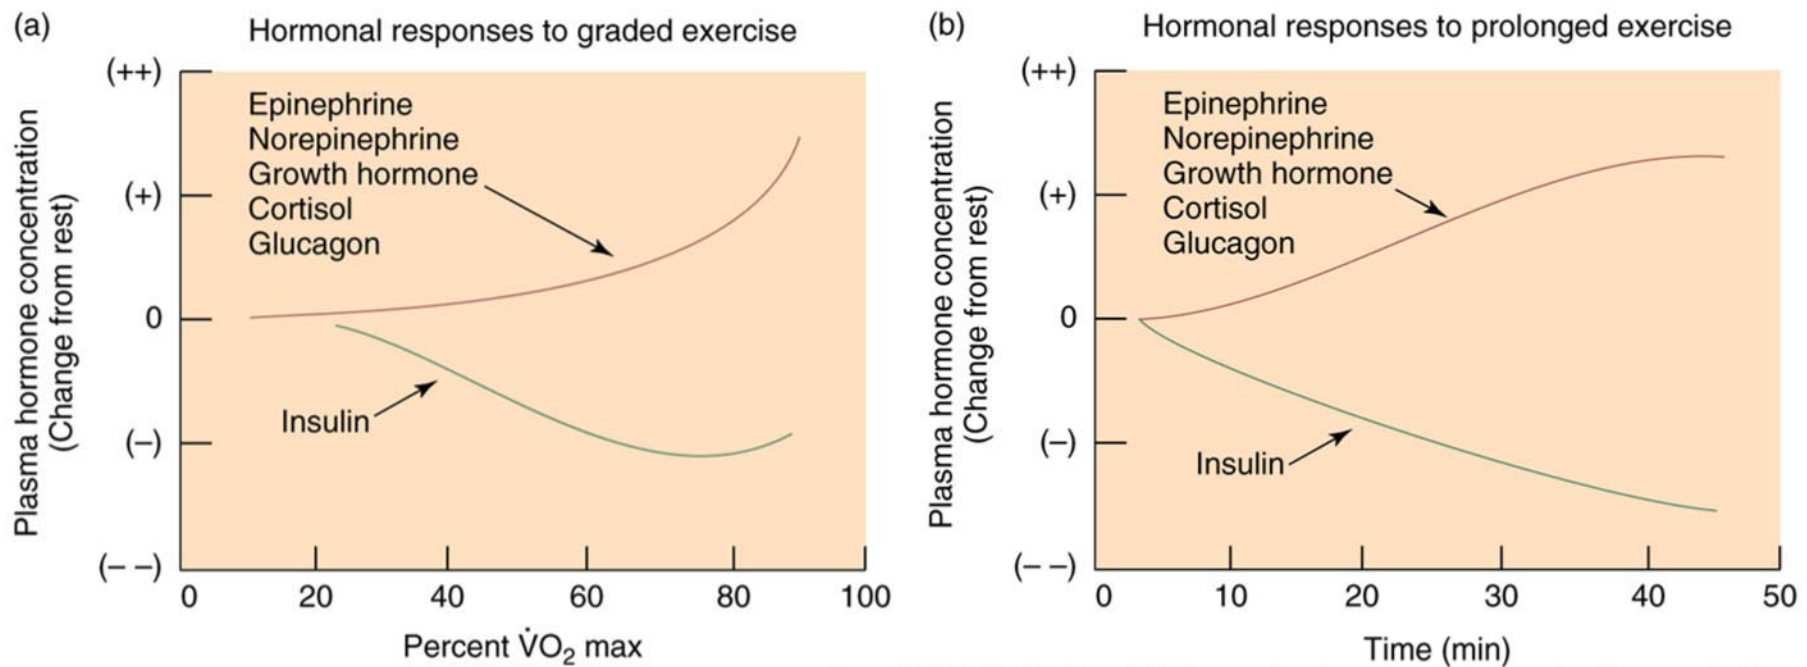 (a)
Hormonal responses to graded exercise
Plasma hormone concentration
(Change from rest)
(++)
(+)
0
(–)
(– –)
Epinephrine
Norepinephrine
Growth hormone
Cortisol
Glucagon
Insulin
0 20 40 60 80 100
Percent V̇O₂ max
(b)
Hormonal responses to prolonged exercise
Plasma hormone concentration
(Change from rest)
(++)
(+)
0
(–)
(– –)
Epinephrine
Norepinephrine
Growth hormone
Cortisol
Glucagon
Insulin
0 10 20 30 40 50
Time (min)